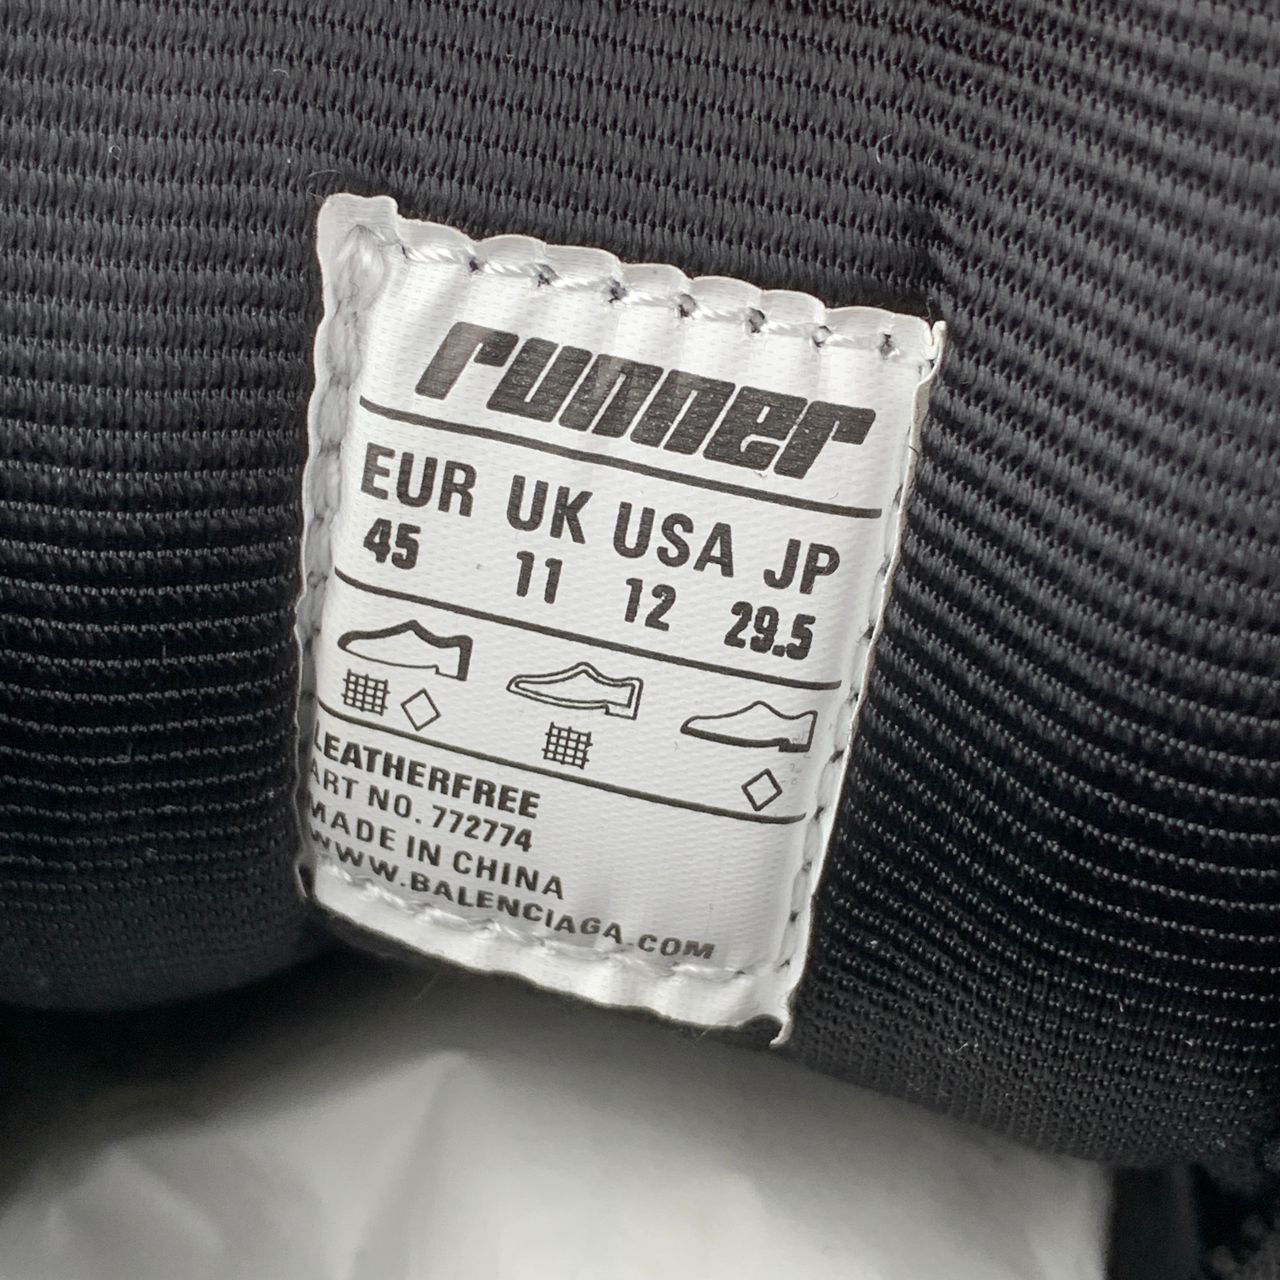 runner
EUR UK USA JP
45 11 12 29.5
LEATHERFREE
ART NO. 772774
MADE IN CHINA
WWW.BALENCIAGA.COM